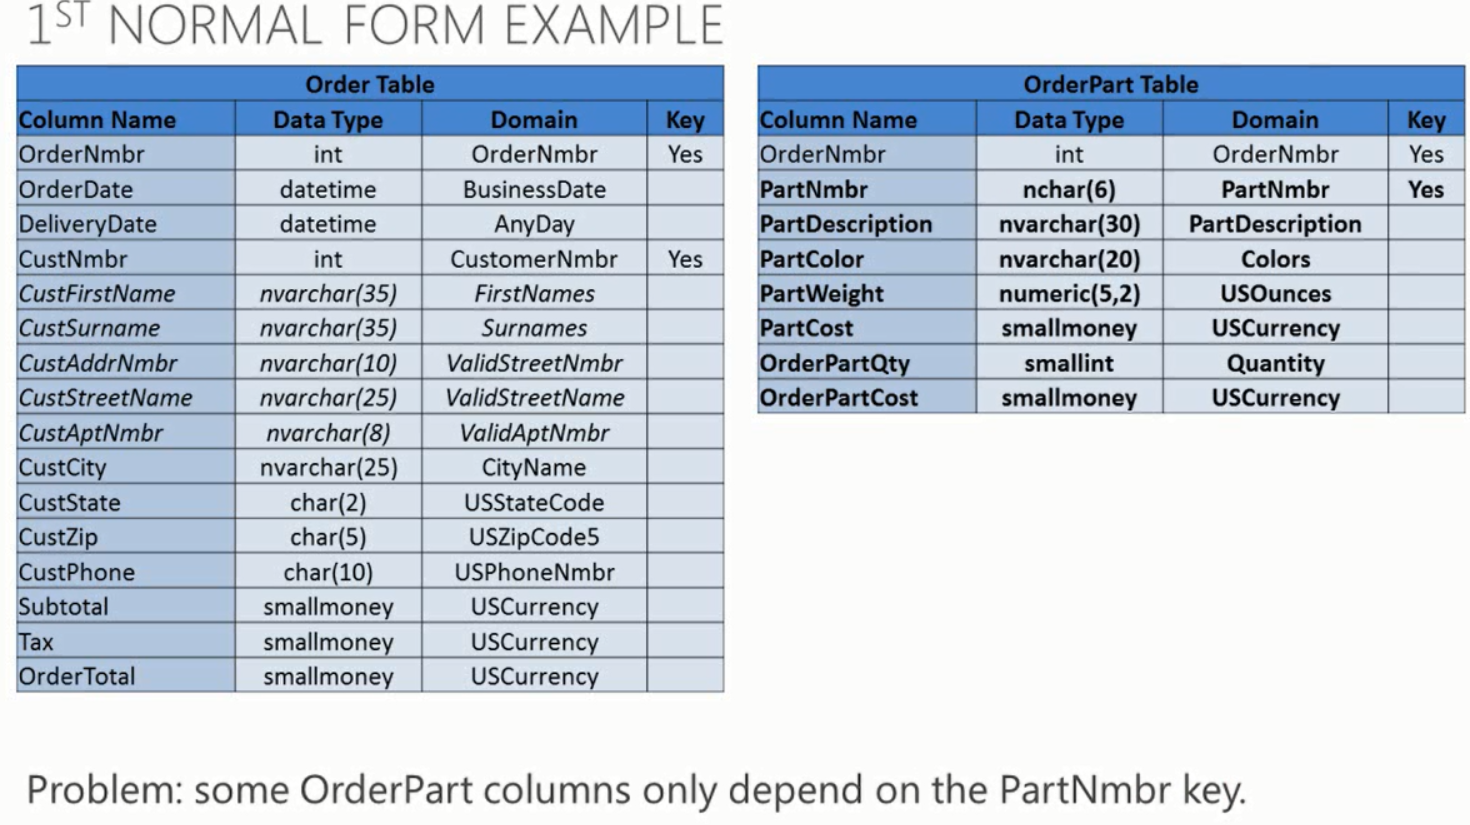 1ST NORMAL FORM EXAMPLE
Order Table
Column Name Data Type Domain Key
OrderNmbr int OrderNmbr Yes
OrderDate datetime BusinessDate
DeliveryDate datetime AnyDay
CustNmbr int CustomerNmbr Yes
CustFirstName nvarchar(35) FirstNames
CustSurname nvarchar(35) Surnames
CustAddrNmbr nvarchar(10) ValidStreetNmbr
CustStreetName nvarchar(25) ValidStreetName
CustAptNmbr nvarchar(8) ValidAptNmbr
CustCity nvarchar(25) CityName
CustState char(2) USStateCode
CustZip char(5) USZipCode5
CustPhone char(10) USPhoneNmbr
Subtotal smallmoney USCurrency
Tax smallmoney USCurrency
OrderTotal smallmoney USCurrency
OrderPart Table
Column Name Data Type Domain Key
OrderNmbr int OrderNmbr Yes
PartNmbr nchar(6) PartNmbr Yes
PartDescription nvarchar(30) PartDescription
PartColor nvarchar(20) Colors
PartWeight numeric(5,2) USOunces
PartCost smallmoney USCurrency
OrderPartQty smallint Quantity
OrderPartCost smallmoney USCurrency
Problem: some OrderPart columns only depend on the PartNmbr key.